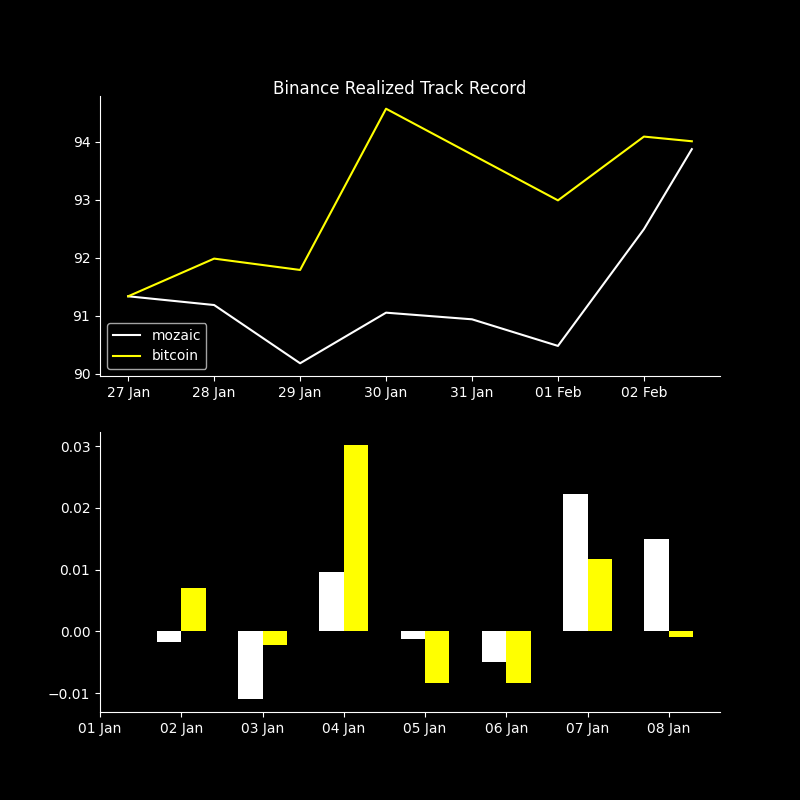 Binance Realized Track Record
94
93
92
91
90
mozaic
bitcoin
27 Jan 28 Jan 29 Jan 30 Jan 31 Jan 01 Feb 02 Feb
0.03
0.02
0.01
0.00
−0.01
01 Jan 02 Jan 03 Jan 04 Jan 05 Jan 06 Jan 07 Jan 08 Jan